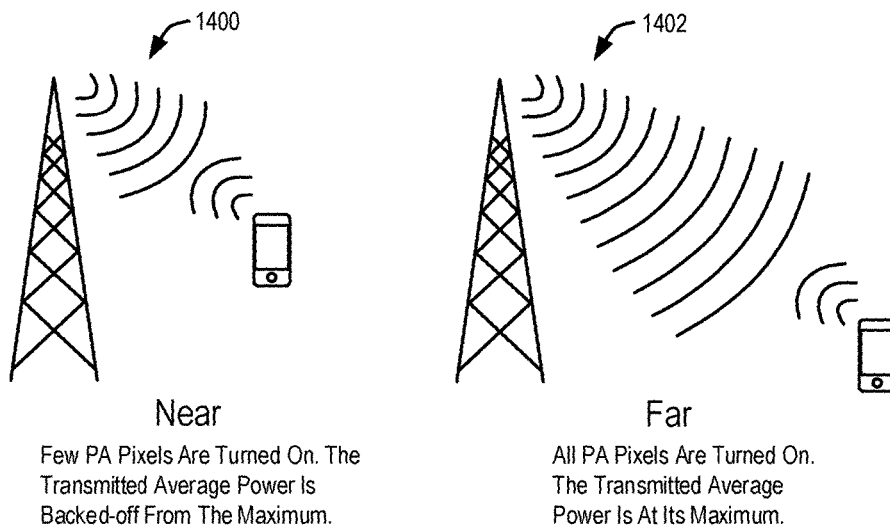 1400
1402
Near
Few PA Pixels Are Turned On. The
Transmitted Average Power Is
Backed-off From The Maximum.
Far
All PA Pixels Are Turned On.
The Transmitted Average
Power Is At Its Maximum.